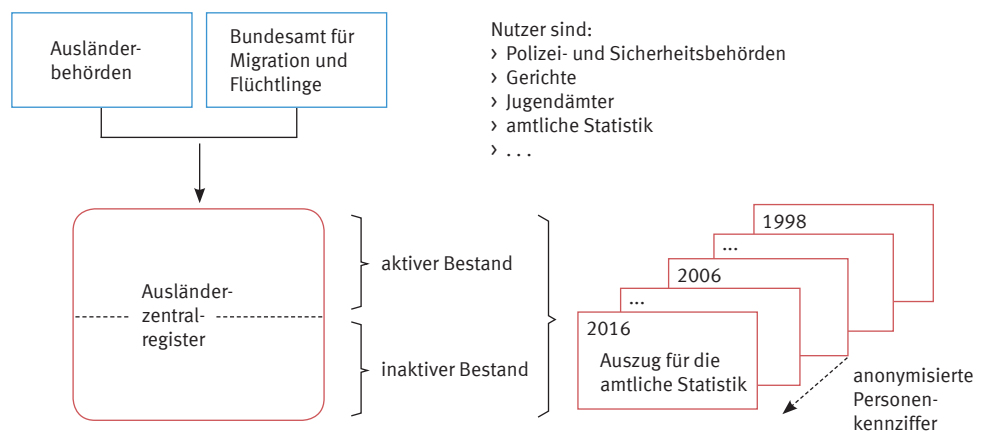 Ausländer-
behörden
Bundesamt für
Migration und
Flüchtlinge
Nutzer sind:
› Polizei- und Sicherheitsbehörden
› Gerichte
› Jugendämter
› amtliche Statistik
› . . .
Ausländer-
zentral-
register
aktiver Bestand
inaktiver Bestand
1998
...
2006
...
2016
Auszug für die
amtliche Statistik
anonymisierte
Personen-
kennziffer